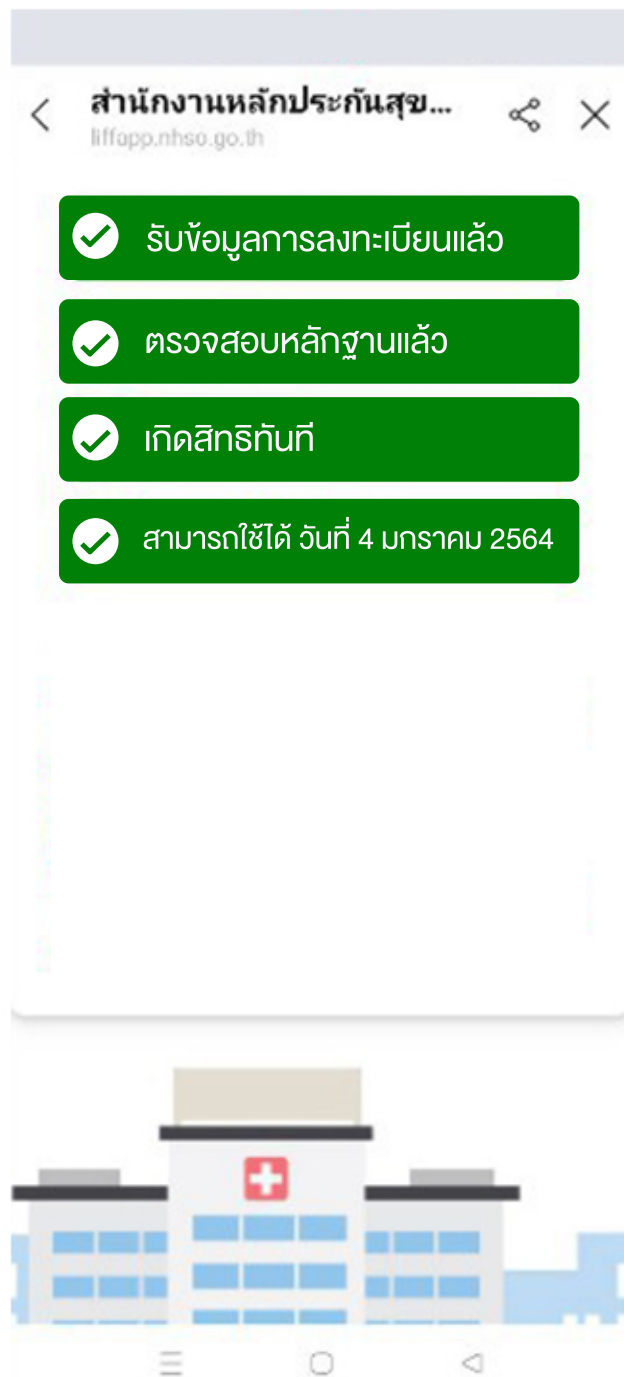 สำนักงานหลักประกันสุข...
liffapp.nhso.go.th
รับข้อมูลการลงทะเบียนแล้ว
ตรวจสอบหลักฐานแล้ว
เกิดสิทธิทันที
สามารถใช้ได้ วันที่ 4 มกราคม 2564